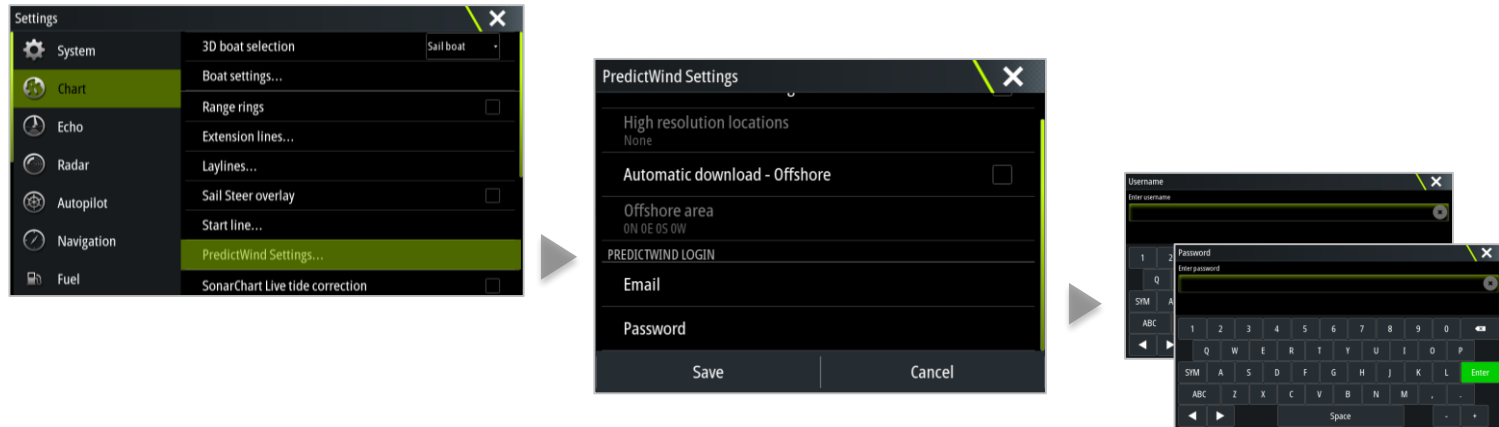 Settings
System
Chart
Echo
Radar
Autopilot
Navigation
Fuel
3D boat selection Sail boat
Boat settings...
Range rings
Extension lines...
Laylines...
Sail Steer overlay
Start line...
PredictWind Settings...
SonarChart Live tide correction
PredictWind Settings
High resolution locations
None
Automatic download - Offshore
Offshore area
0N 0E 0S 0W
PREDICTWIND LOGIN
Email
Password
Save Cancel
Username
Enter username
1 2
Q
SYM A
ABC
Password
Enter password
1 2 3 4 5 6 7 8 9 0
Q W E R T Y U I O P
SYM A S D F G H J K L Enter
ABC Z X C V B N M , .
Space - +